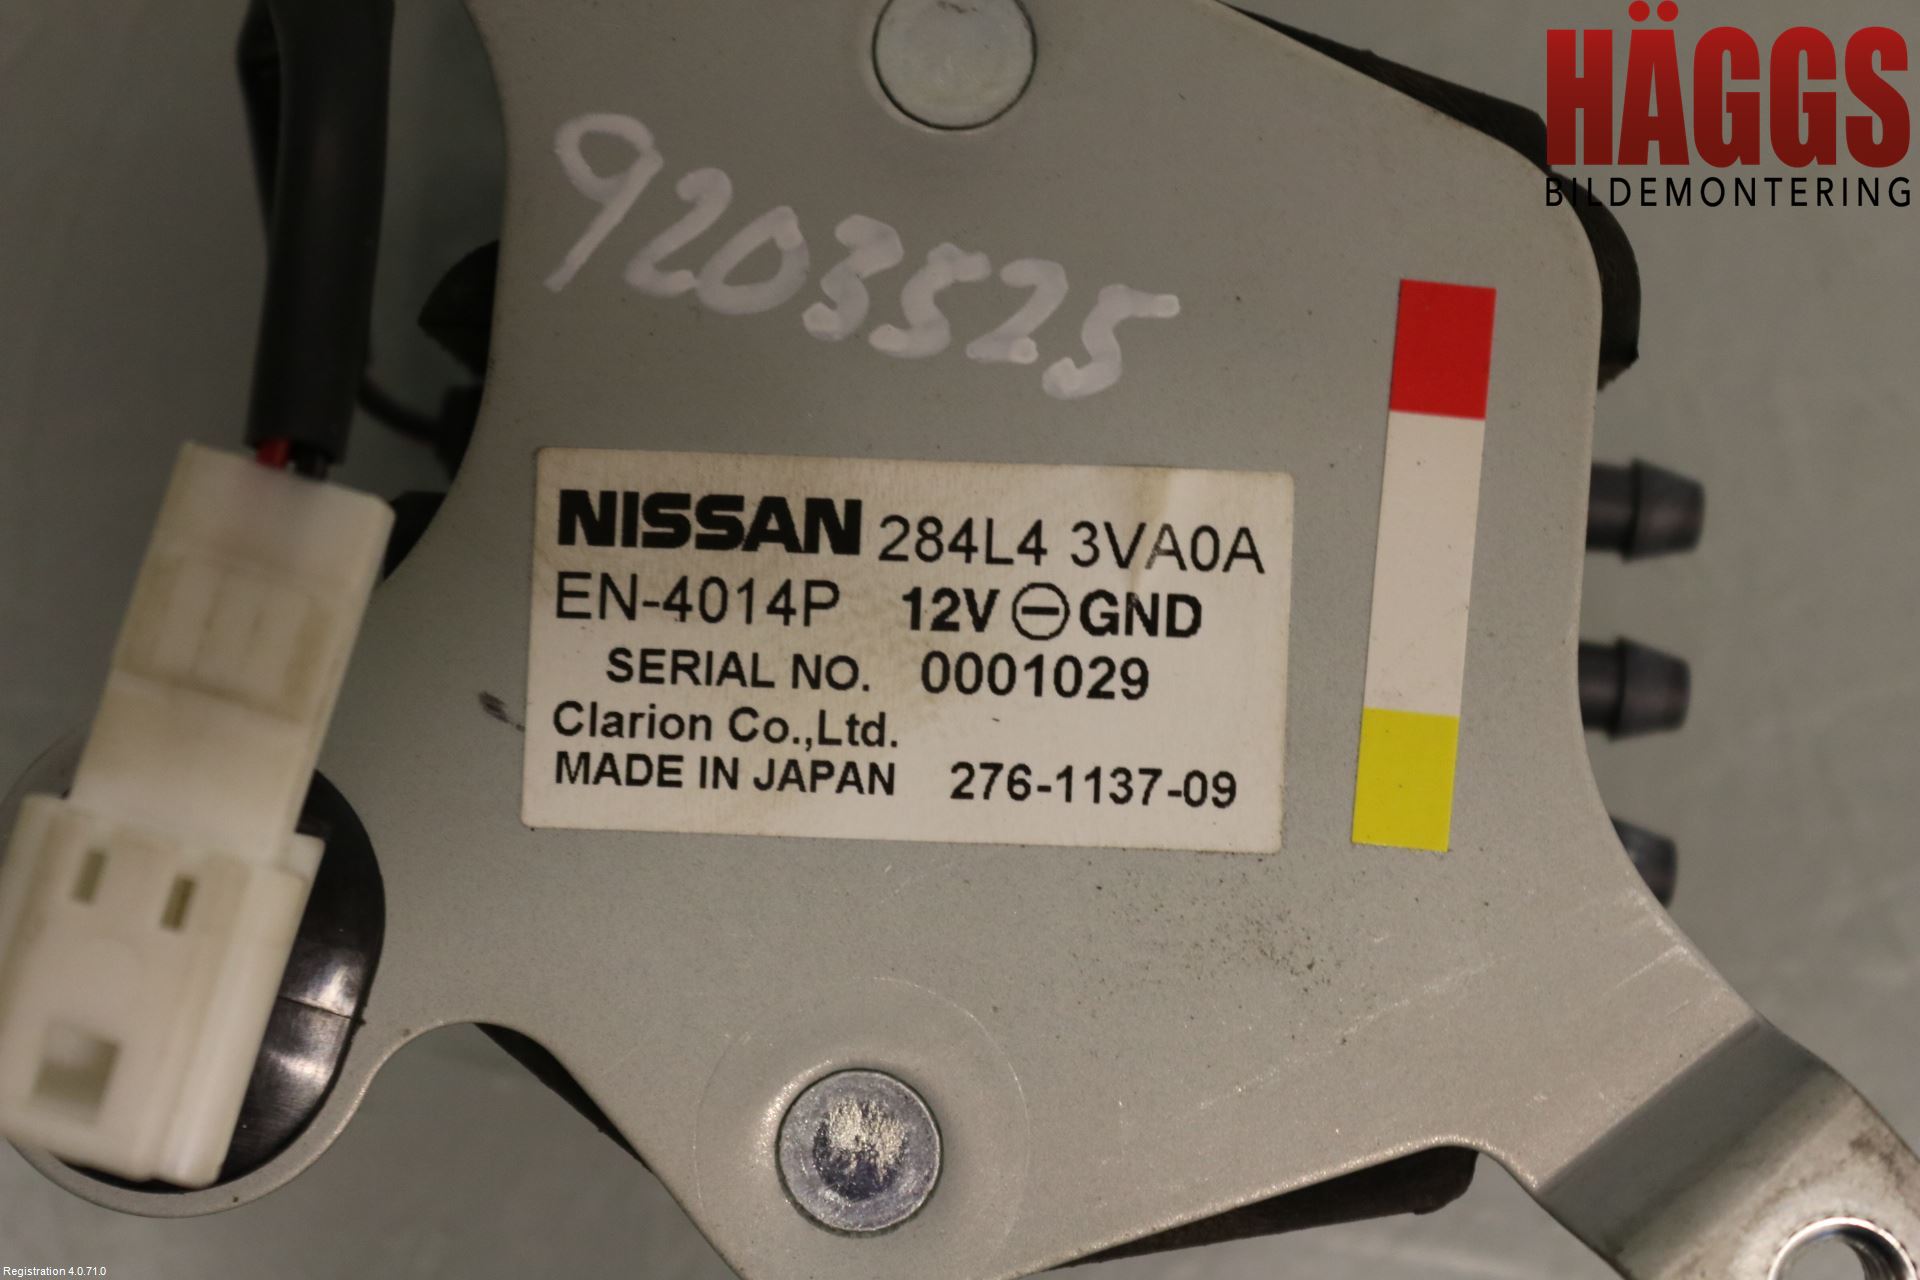 HÄGGS
BILDEMONTERING
9203525
NISSAN 284L4 3VA0A
EN-4014P 12V⊖GND
SERIAL NO. 0001029
Clarion Co.,Ltd.
MADE IN JAPAN 276-1137-09
Registration 4.0.71.0